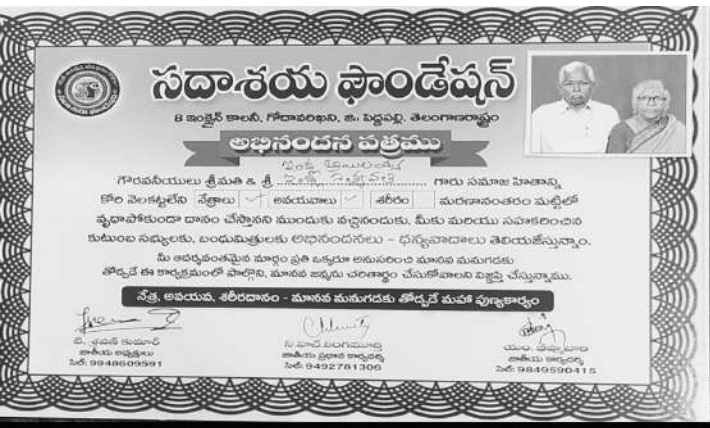 సదాశయ ఫౌండేషన్
8 ఇంక్లైన్ కాలనీ, గోదావరిఖని, జి॥ పెద్దపల్లి, తెలంగాణరాష్ట్రం
అభినందన పత్రము
గౌరవనీయులు శ్రీమతి & శ్రీ గారు సమాజ హితాన్ని
కోరి వెలకట్టలేని నేత్రాలు అవయవాలు శరీరం మరణానంతరం మట్టిలో
వృధాపోకుండా దానం చేస్తానని ముందుకు వచ్చినందుకు, మీకు మరియు సహకరించిన
కుటుంబ సభ్యులకు, బంధుమిత్రులకు అభినందనలు - ధన్యవాదాలు తెలియజేస్తున్నాం.
మీ ఆదర్శవంతమైన మార్గం ప్రతి ఒక్కరూ అనుసరించి మానవ మనుగడకు
తోడ్పడే ఈ కార్యక్రమంలో పాల్గొని, మానవ జన్మను చరితార్థం చేసుకోవాలని విజ్ఞప్తి చేస్తున్నాము.
నేత్ర, అవయవ, శరీరదానం - మానవ మనుగడకు తోడ్పడే మహా పుణ్యకార్యం
టి. శ్రవణ్ కుమార్
జాతీయ అధ్యక్షులు
సెల్: 9948609591
సి.హెచ్.లింగమూర్తి
జాతీయ ప్రధాన కార్యదర్శి
సెల్: 9492781306
జాతీయ కార్యదర్శి
సెల్: 9849590415